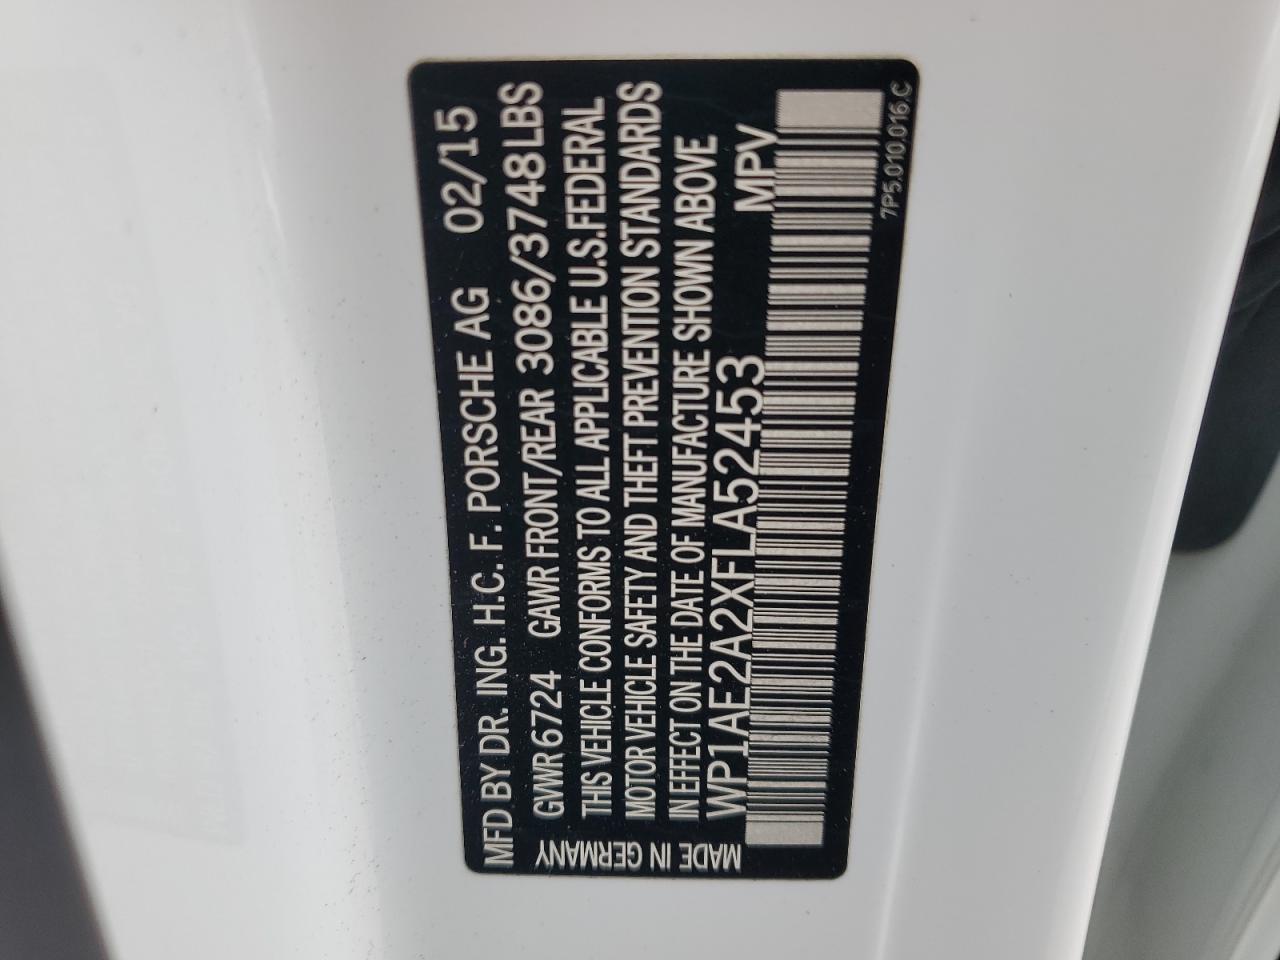 MFD BY DR. ING. H.C. F. PORSCHE AG 02/15
GVWR 6724 GAWR FRONT/REAR 3086/3748LBS
THIS VEHICLE CONFORMS TO ALL APPLICABLE U.S. FEDERAL
MOTOR VEHICLE SAFETY AND THEFT PREVENTION STANDARDS
IN EFFECT ON THE DATE OF MANUFACTURE SHOWN ABOVE
WP1AE2A2XFLA52453 MPV
MADE IN GERMANY
7P5.010.016.C